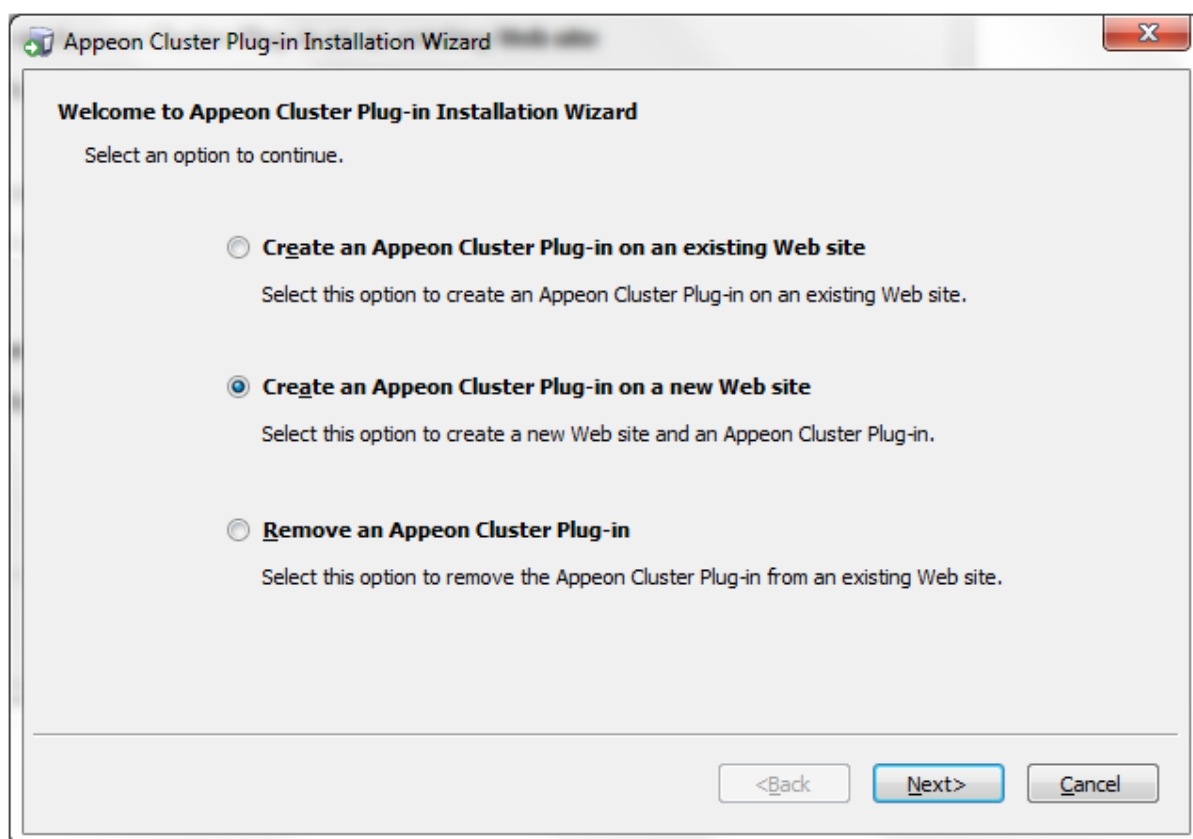 Appeon Cluster Plug-in Installation Wizard
Welcome to Appeon Cluster Plug-in Installation Wizard
Select an option to continue.
Create an Appeon Cluster Plug-in on an existing Web site
Select this option to create an Appeon Cluster Plug-in on an existing Web site.
Create an Appeon Cluster Plug-in on a new Web site
Select this option to create a new Web site and an Appeon Cluster Plug-in.
Remove an Appeon Cluster Plug-in
Select this option to remove the Appeon Cluster Plug-in from an existing Web site.
<Back Next> Cancel